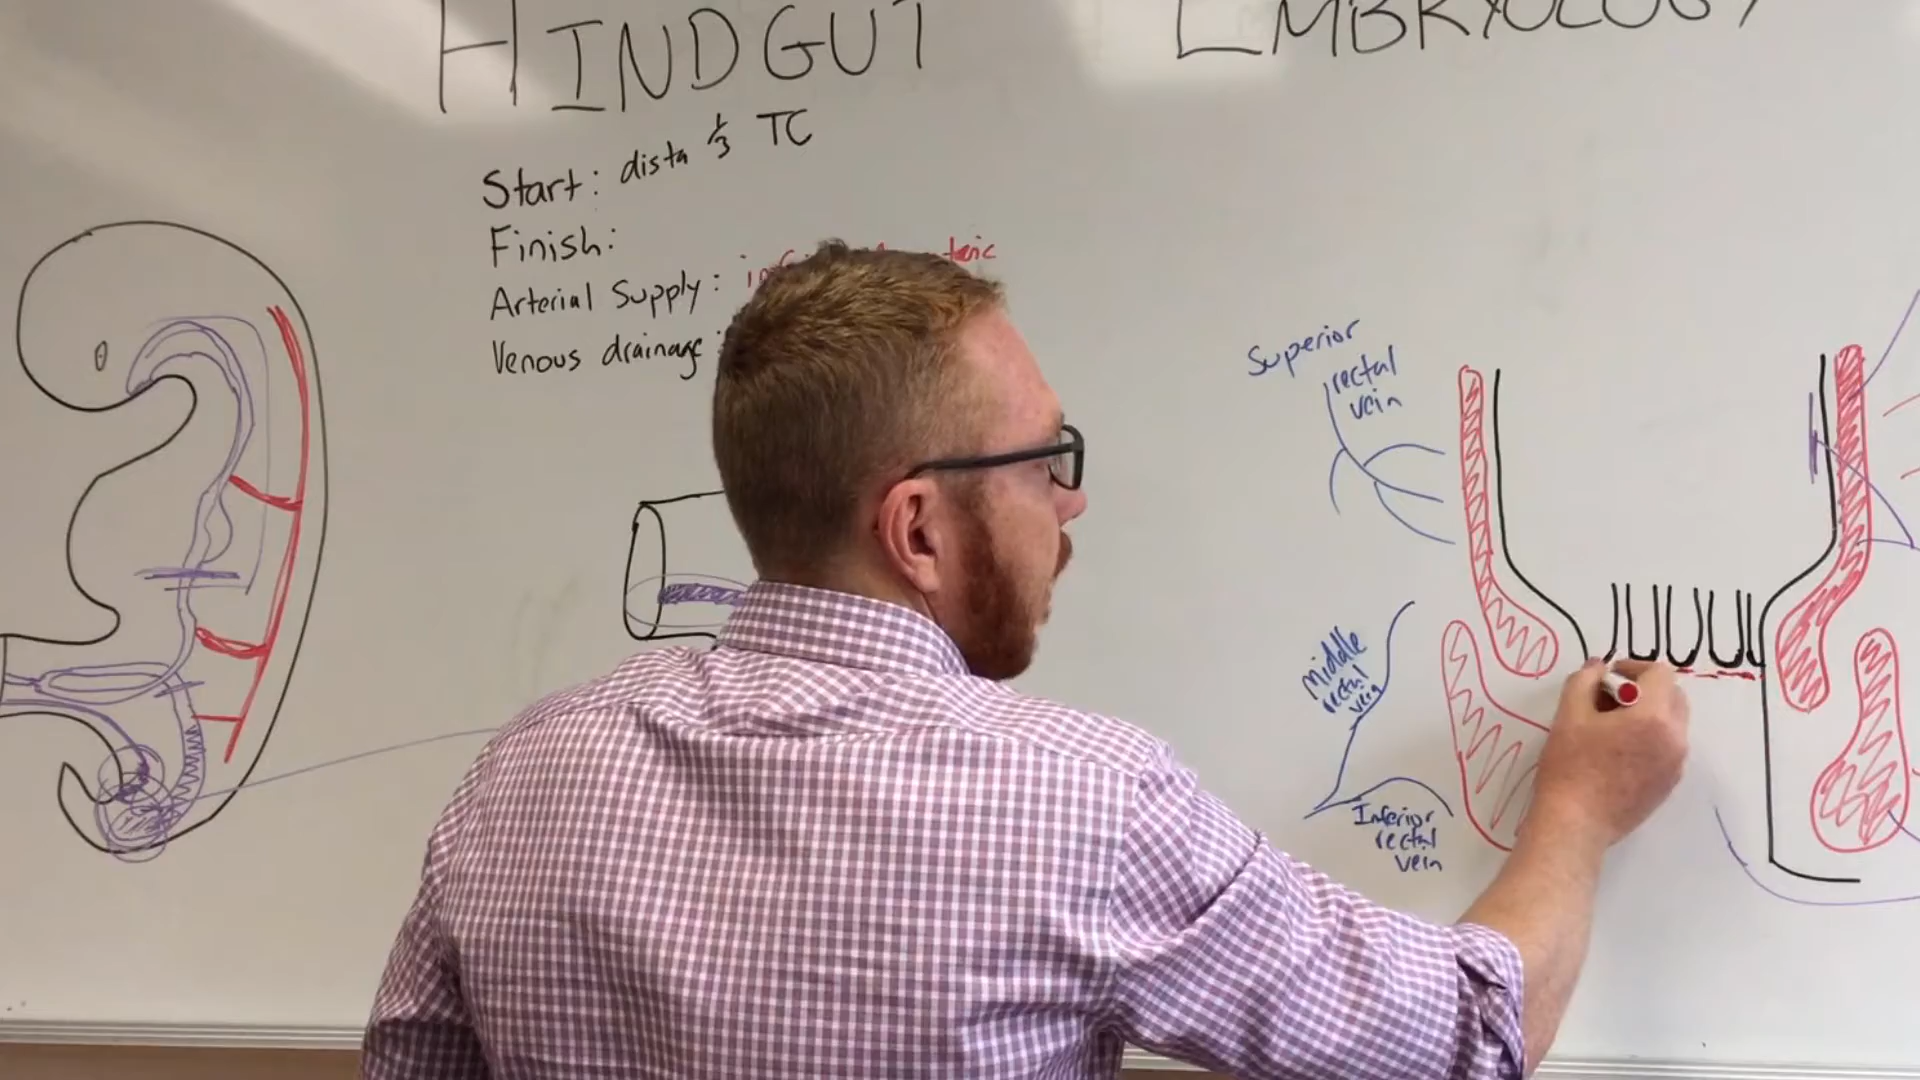 HINDGUT EMBRYOLOGY
Start: dista 1/3 TC
Finish:
Arterial Supply:
Venous drainage:
Superior
rectal
vein
Middle
rectal
vein
Inferior
rectal
vein